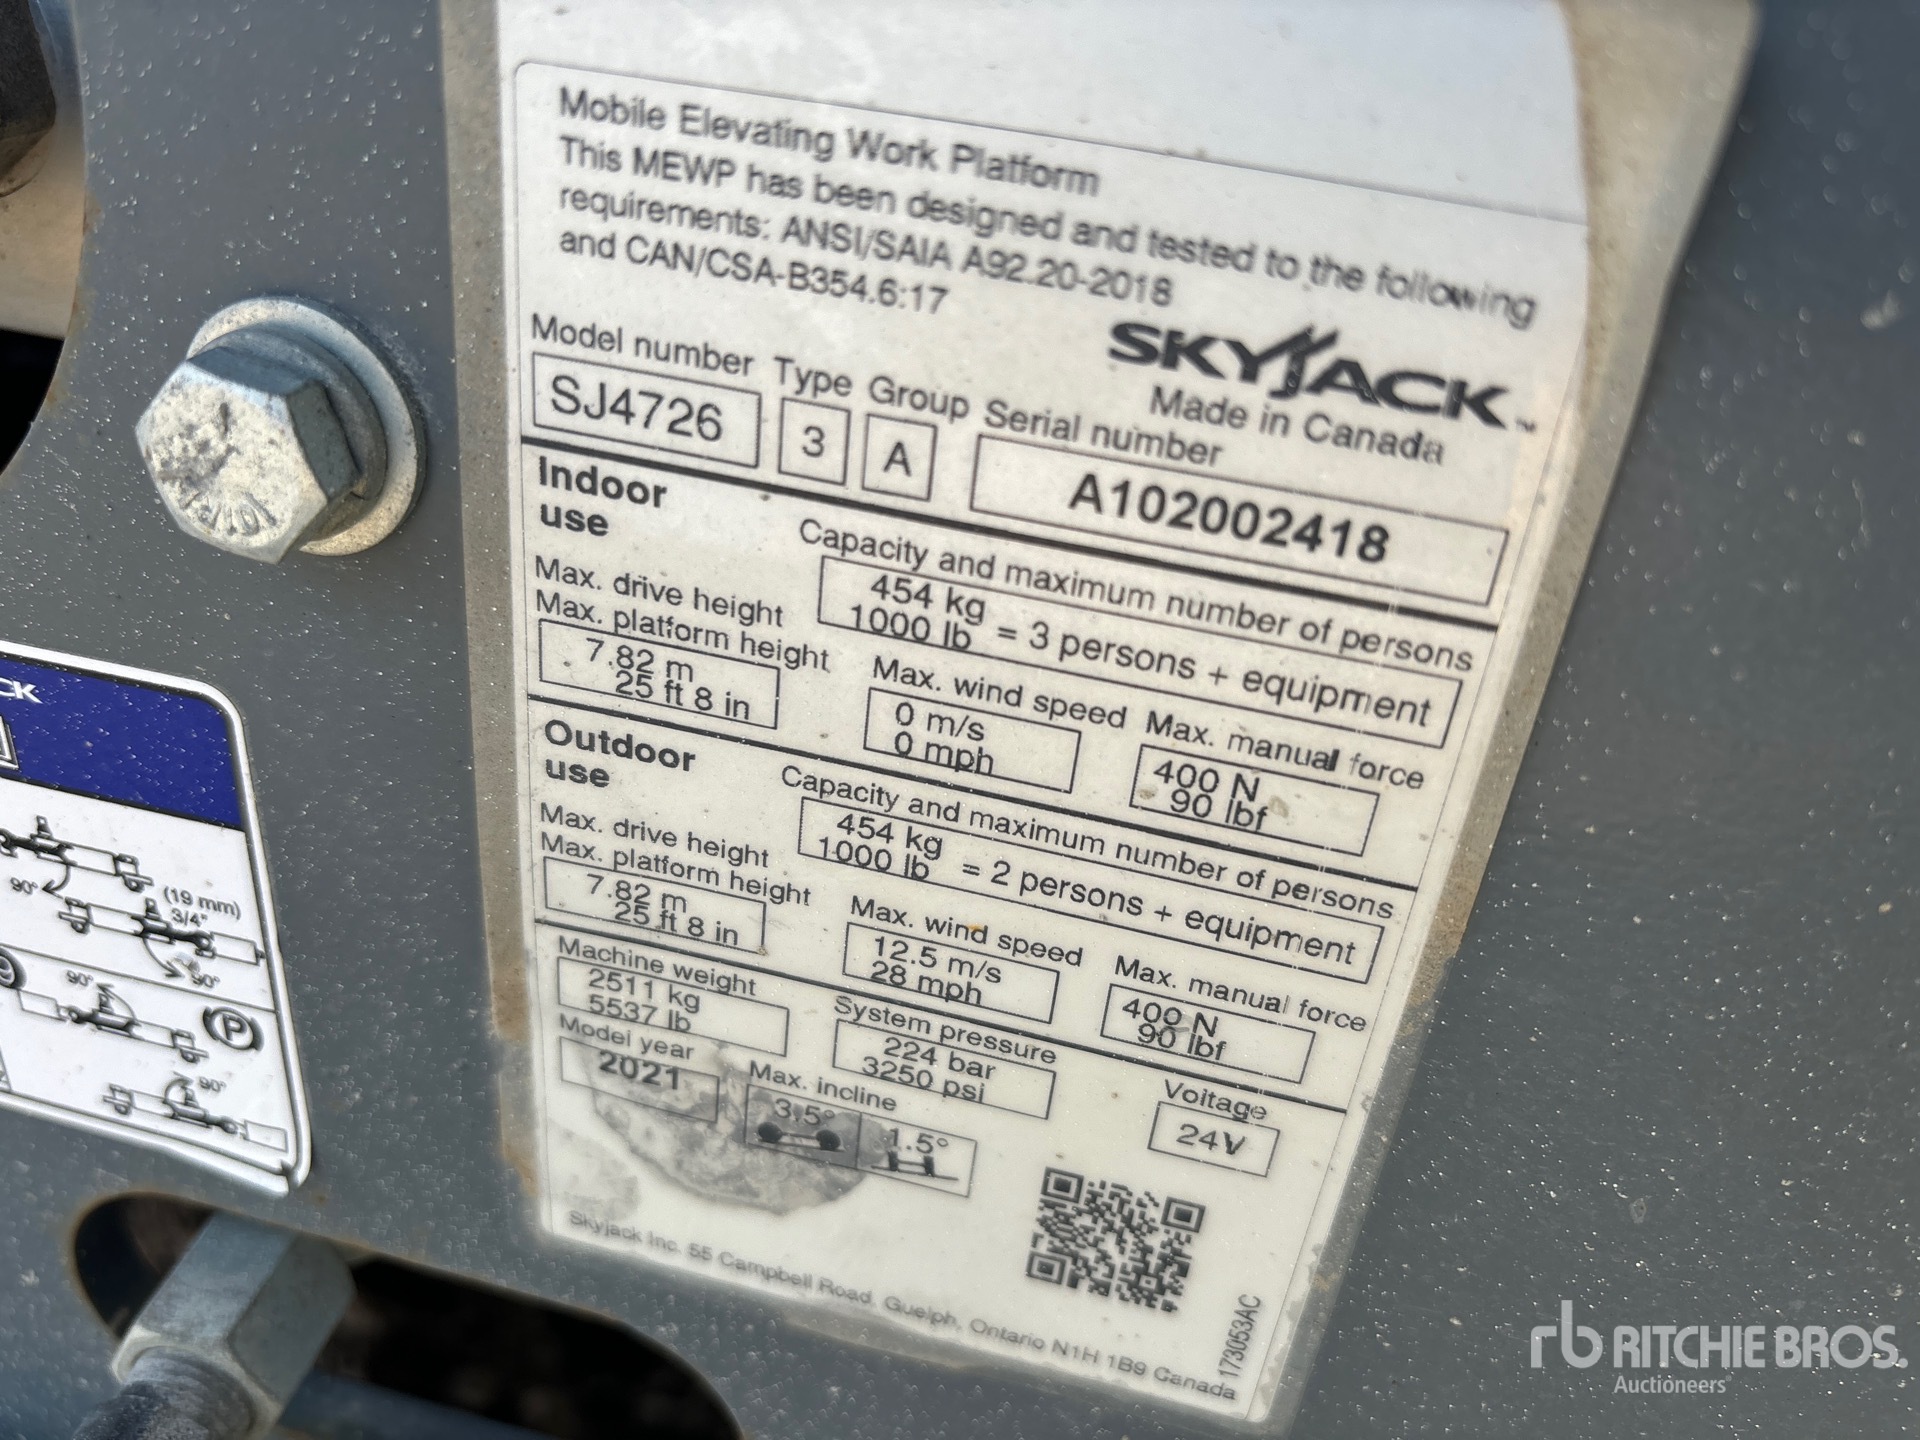 Mobile Elevating Work Platform
This MEWP has been designed and tested to the following
requirements: ANSI/SAIA A92.20-2018
and CAN/CSA-B354.6:17
SKYJACK™
Made in Canada
Model number Type Group Serial number
SJ4726 3 A A102002418
Indoor
use
Capacity and maximum number of persons
454 kg
1000 lb = 3 persons + equipment
Max. drive height
Max. platform height
7.82 m
25 ft 8 in
Max. wind speed
0 m/s
0 mph
Max. manual force
400 N
90 lbf
Outdoor
use
Capacity and maximum number of persons
454 kg
1000 lb = 2 persons + equipment
Max. drive height
Max. platform height
7.82 m
25 ft 8 in
Max. wind speed
12.5 m/s
28 mph
Max. manual force
400 N
90 lbf
Machine weight
2511 kg
5537 lb
System pressure
224 bar
3250 psi
Voltage
24V
Model year
2021
Max. incline
3.5° 1.5°
Skyjack Inc. 55 Campbell Road, Guelph, Ontario N1H 1B9 Canada
173053AC
CK
90°
(19 mm)
3/4"
90°
90°
P
90°
rb RITCHIE BROS.
Auctioneers